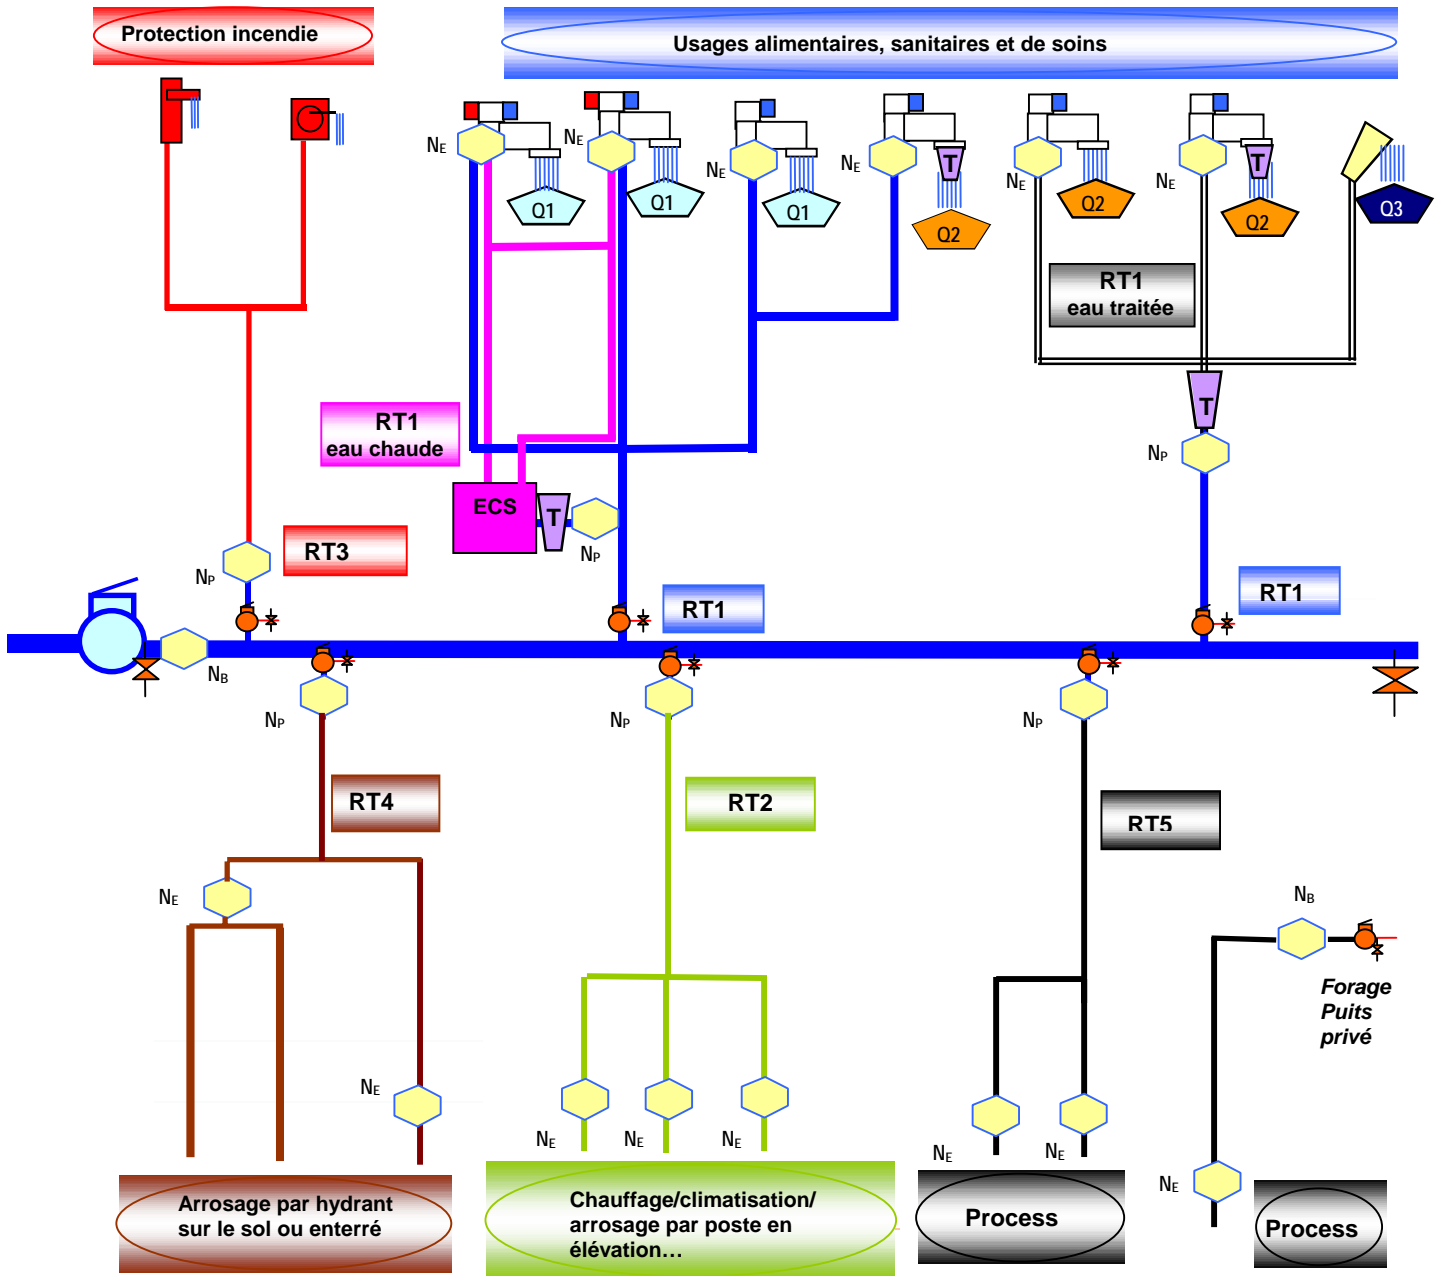 Protection incendie
Usages alimentaires, sanitaires et de soins
NE
NE
NE
NE
NE
NE
T
T
Q1
Q1
Q1
Q2
Q2
Q2
Q3
RT1
eau traitée
RT1
eau chaude
T
NP
ECS
T
NP
RT3
NP
RT1
RT1
NB
NP
NP
NP
RT4
RT2
RT5
NE
NB
Forage
Puits
privé
NE
NE
NE
NE
NE
NE
NE
Arrosage par hydrant
sur le sol ou enterré
Chauffage/climatisation/
arrosage par poste en
élévation…
Process
Process